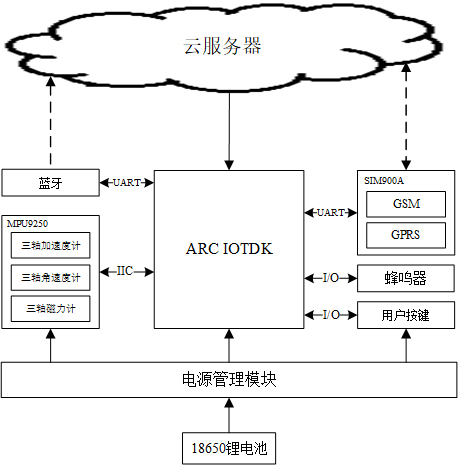 云服务器
蓝牙
UART
SIM900A
GSM
GPRS
MPU9250
三轴加速度计
三轴角速度计
三轴磁力计
IIC
ARC IOTDK
UART
I/O
蜂鸣器
I/O
用户按键
电源管理模块
18650锂电池